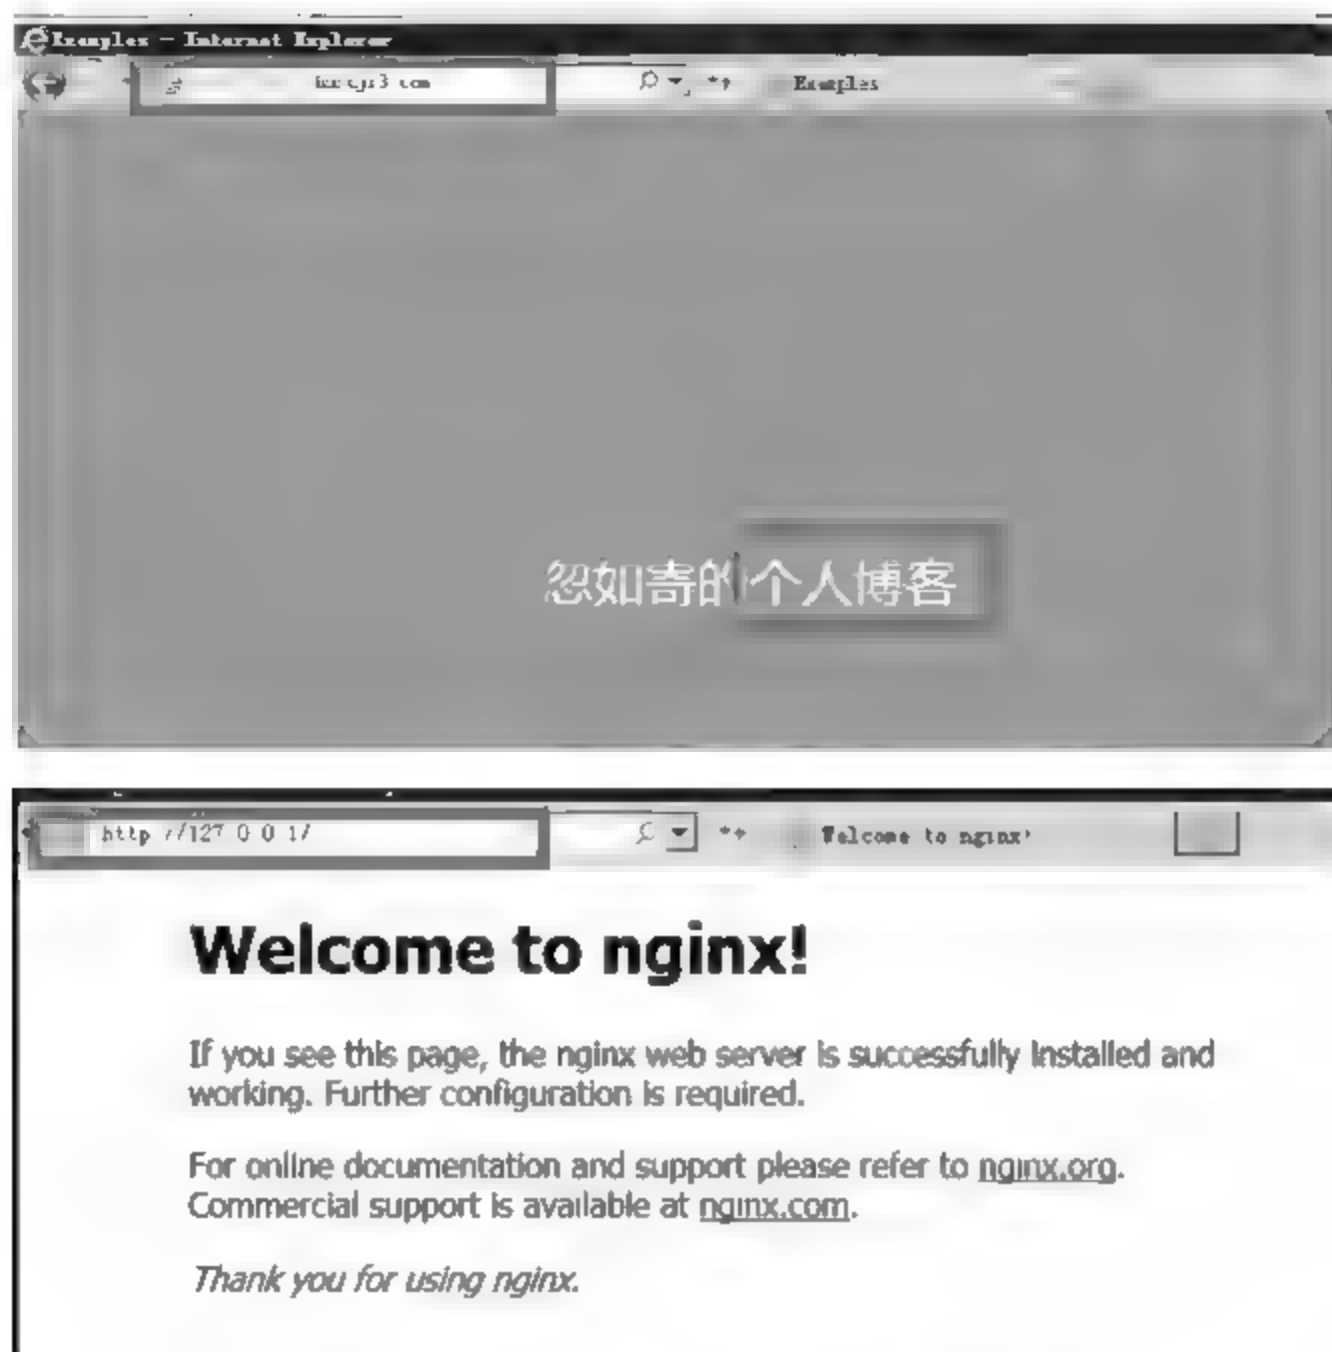 Examples - Internet Explorer
Examples
忽如寄的个人博客
http //127 0 0 1/
Welcome to nginx!
Welcome to nginx!
If you see this page, the nginx web server is successfully installed and
working. Further configuration is required.
For online documentation and support please refer to nginx.org.
Commercial support is available at nginx.com.
Thank you for using nginx.